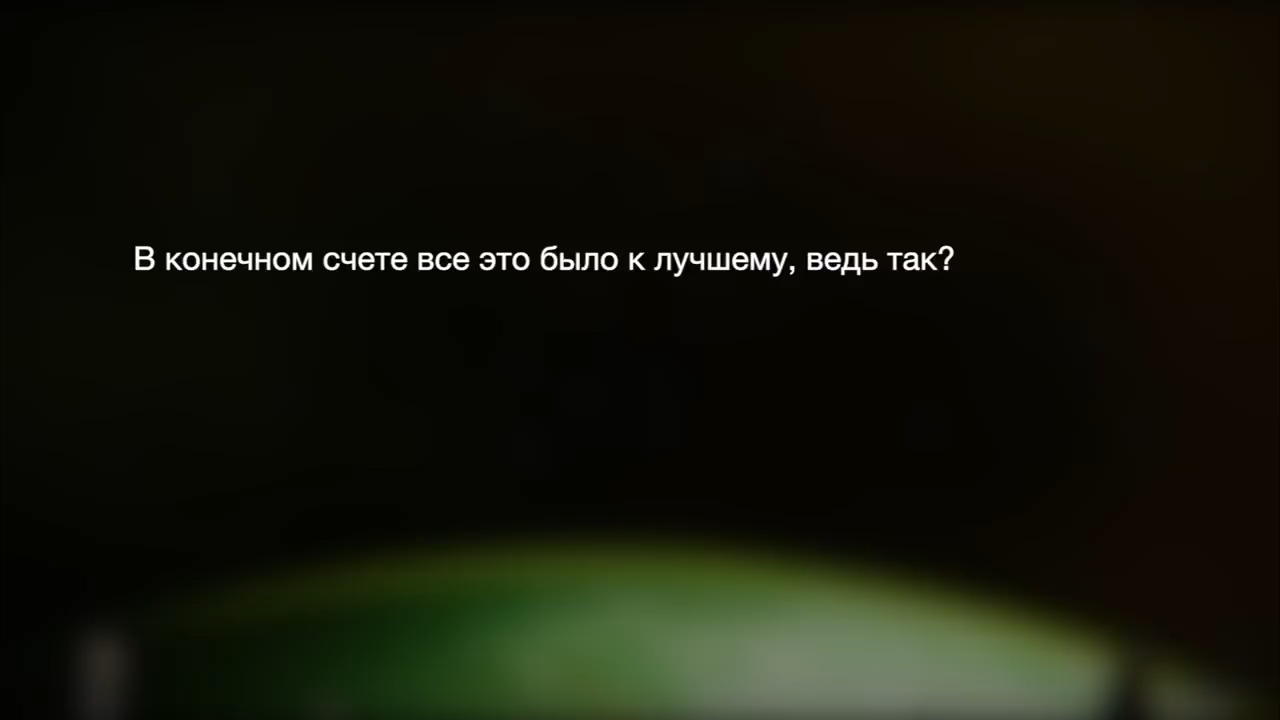 В конечном счете все это было к лучшему, ведь так?